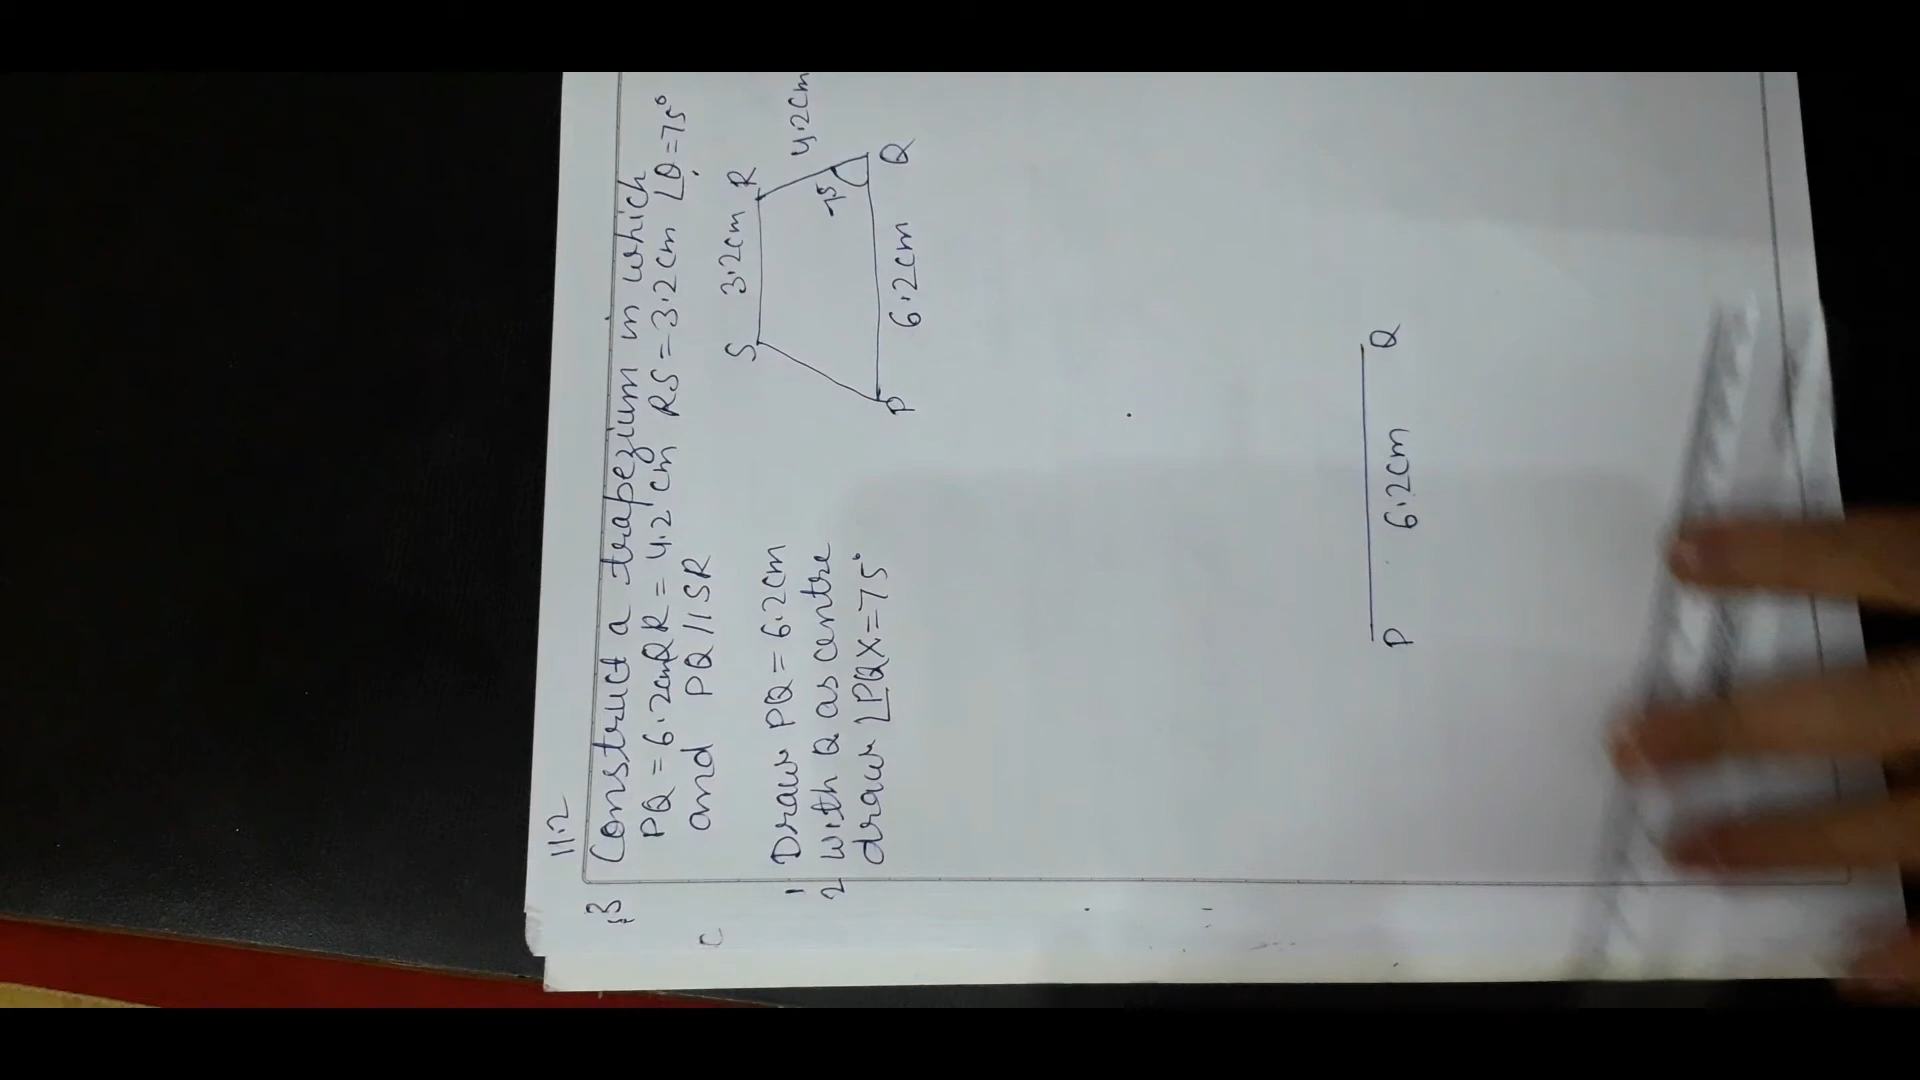 11.2
13 Construct a trapezium in which
PQ = 6.2cm QR = 4.2 cm RS = 3.2 cm ∠Q = 75°
and PQ // SR
C
S 3.2cm R
4.2cm
75
P 6.2cm Q
1 Draw PQ = 6.2cm
2 with Q as centre
draw ∠PQX = 75°
P 6.2cm Q